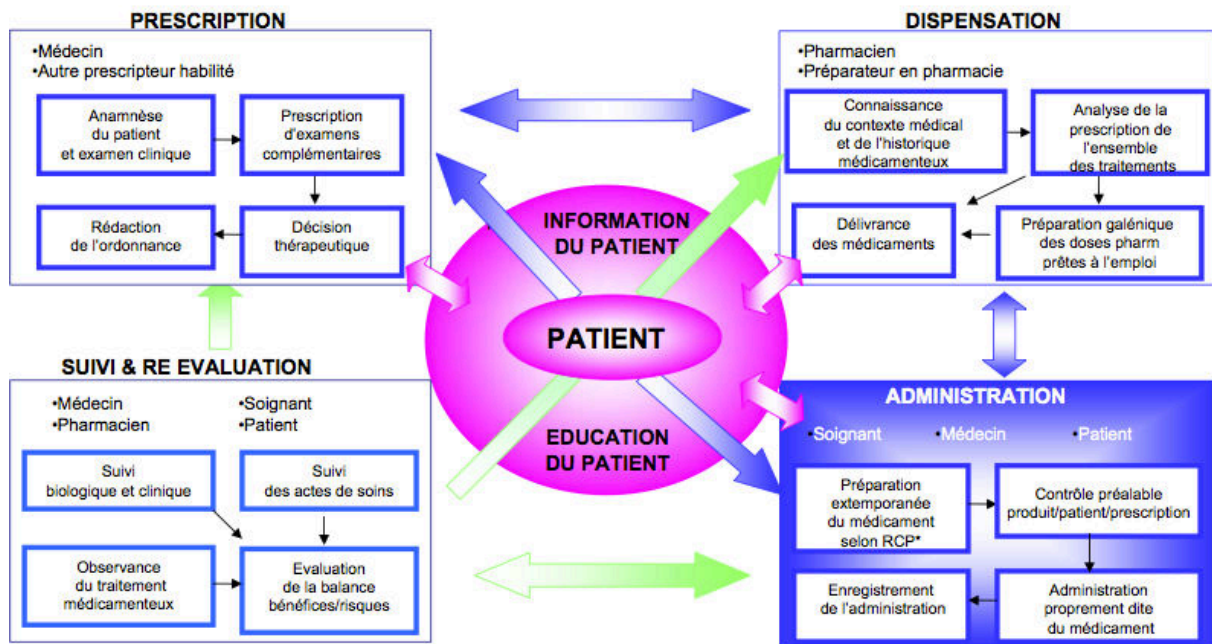 PRESCRIPTION
•Médecin
•Autre prescripteur habilité
Anamnèse
du patient
et examen clinique
Prescription
d'examens
complémentaires
Rédaction
de l'ordonnance
Décision
thérapeutique
DISPENSATION
•Pharmacien
•Préparateur en pharmacie
Connaissance
du contexte médical
et de l'historique
médicamenteux
Analyse de la
prescription de
l'ensemble
des traitements
Délivrance
des médicaments
Préparation galénique
des doses pharm
prêtes à l'emploi
INFORMATION
DU PATIENT
PATIENT
EDUCATION
DU PATIENT
SUIVI & RE EVALUATION
•Médecin
•Soignant
•Pharmacien
•Patient
Suivi
biologique et clinique
Suivi
des actes de soins
Observance
du traitement
médicamenteux
Evaluation
de la balance
bénéfices/risques
ADMINISTRATION
•Soignant
•Médecin
•Patient
Préparation
extemporanée
du médicament
selon RCP*
Contrôle préalable
produit/patient/prescription
Enregistrement
de l'administration
Administration
proprement dite
du médicament